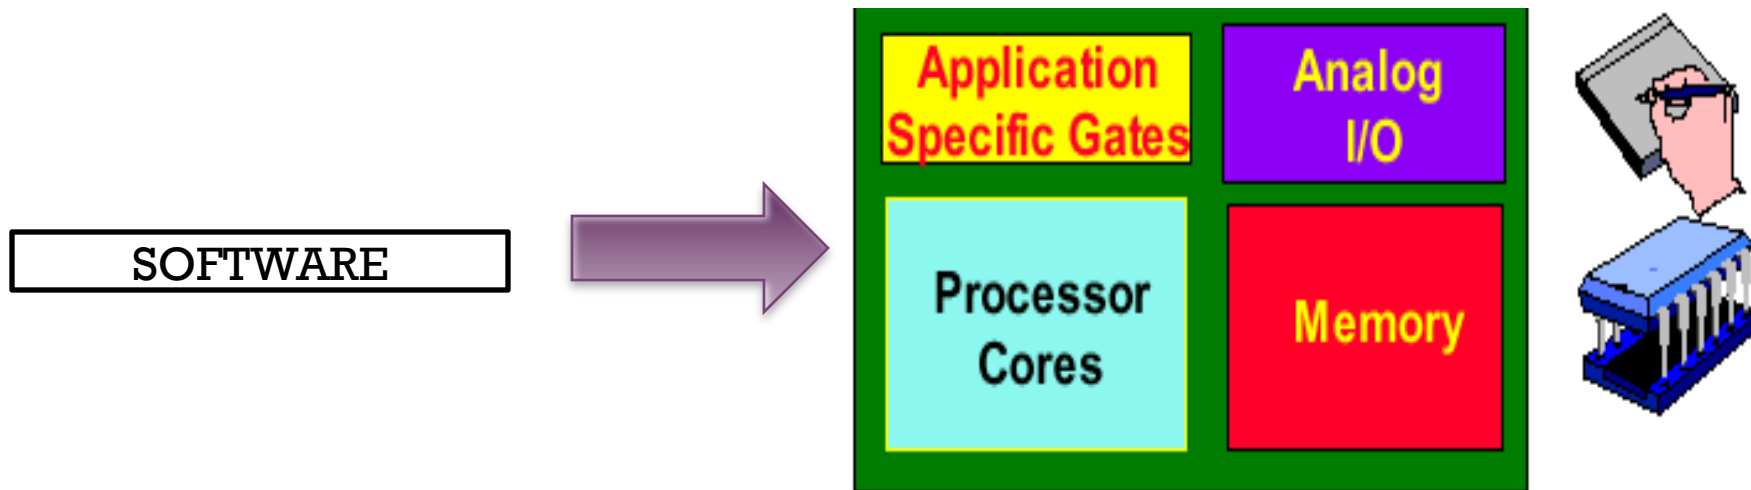 SOFTWARE
Application
Specific Gates
Analog
I/O
Processor
Cores
Memory